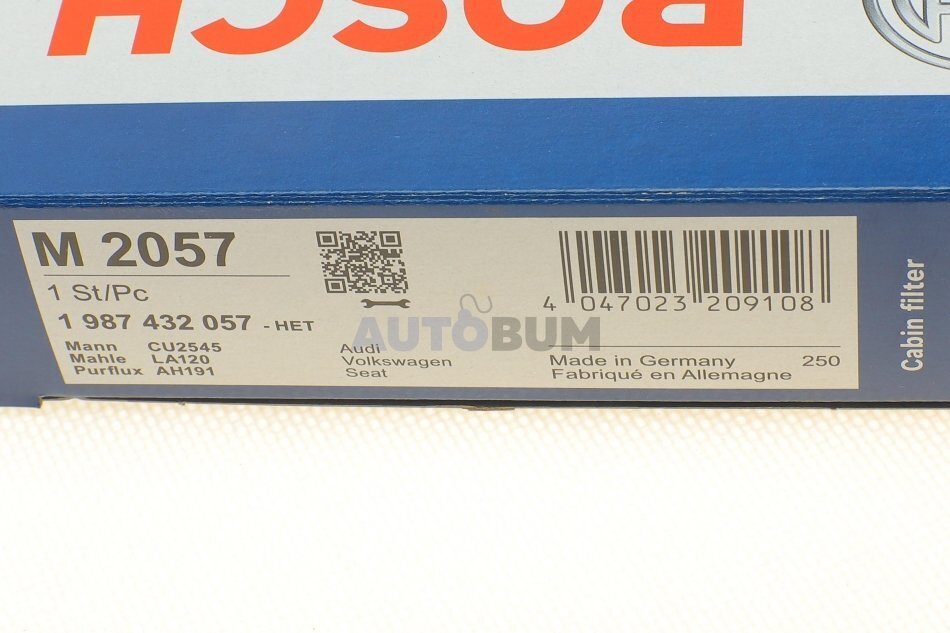 BOSCH
M 2057
1 St/Pc
1 987 432 057 - HET
Mann CU2545
Mahle LA120
Purflux AH191
Audi
Volkswagen
Seat
4 047023 209108
Made in Germany 250
Fabriqué en Allemagne
Cabin filter
AUTOBUM